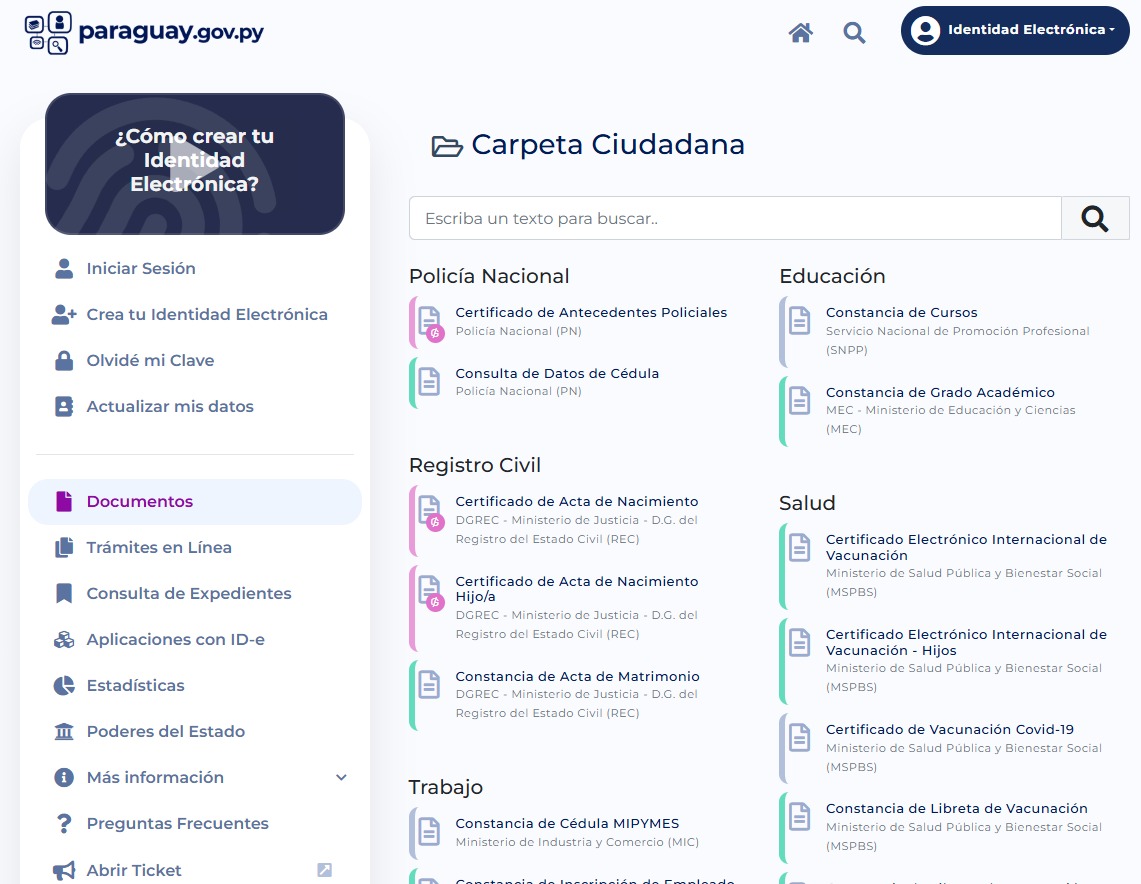 paraguay.gov.py
Identidad Electrónica
¿Cómo crear tu
Identidad
Electrónica?
Iniciar Sesión
Crea tu Identidad Electrónica
Olvidé mi Clave
Actualizar mis datos
Documentos
Trámites en Línea
Consulta de Expedientes
Aplicaciones con ID-e
Estadísticas
Poderes del Estado
Más información
Preguntas Frecuentes
Abrir Ticket
Carpeta Ciudadana
Escriba un texto para buscar..
Policía Nacional
Certificado de Antecedentes Policiales
Policía Nacional (PN)
Consulta de Datos de Cédula
Policía Nacional (PN)
Registro Civil
Certificado de Acta de Nacimiento
DGREC - Ministerio de Justicia - D.G. del
Registro del Estado Civil (REC)
Certificado de Acta de Nacimiento
Hijo/a
DGREC - Ministerio de Justicia - D.G. del
Registro del Estado Civil (REC)
Constancia de Acta de Matrimonio
DGREC - Ministerio de Justicia - D.G. del
Registro del Estado Civil (REC)
Trabajo
Constancia de Cédula MIPYMES
Ministerio de Industria y Comercio (MIC)
Constancia de Inscripción de Empleado
Educación
Constancia de Cursos
Servicio Nacional de Promoción Profesional
(SNPP)
Constancia de Grado Académico
MEC - Ministerio de Educación y Ciencias
(MEC)
Salud
Certificado Electrónico Internacional de
Vacunación
Ministerio de Salud Pública y Bienestar Social
(MSPBS)
Certificado Electrónico Internacional de
Vacunación - Hijos
Ministerio de Salud Pública y Bienestar Social
(MSPBS)
Certificado de Vacunación Covid-19
Ministerio de Salud Pública y Bienestar Social
(MSPBS)
Constancia de Libreta de Vacunación
Ministerio de Salud Pública y Bienestar Social
(MSPBS)